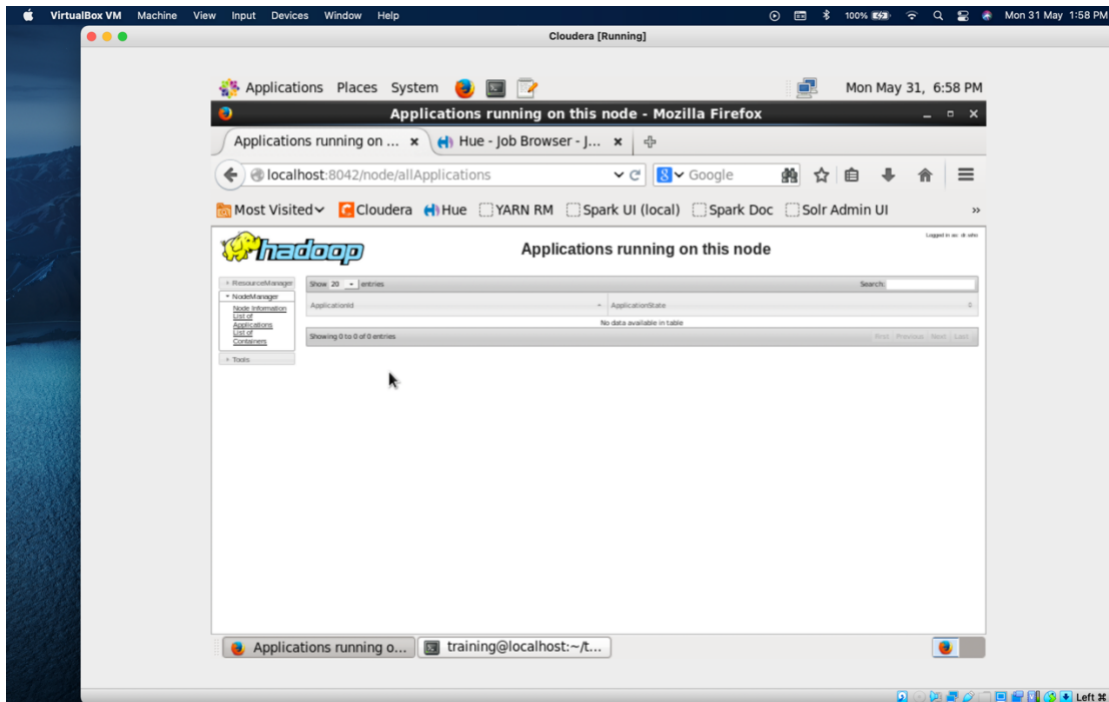 VirtualBox VM Machine View Input Devices Window Help 100% Mon 31 May 1:58 PM
Cloudera [Running]
Applications Places System Mon May 31, 6:58 PM
Applications running on this node - Mozilla Firefox
Applications running on ... Hue - Job Browser - J...
localhost:8042/node/allApplications Google
Most Visited Cloudera Hue YARN RM Spark UI (local) Spark Doc Solr Admin UI »
Logged in as: dr.who
hadoop Applications running on this node
ResourceManager
NodeManager
Node Information
List of
Applications
List of
Containers
Tools
Show 20 entries Search:
ApplicationId ApplicationState
No data available in table
Showing 0 to 0 of 0 entries First Previous Next Last
Applications running o... training@localhost:~/t...
Left ⌘